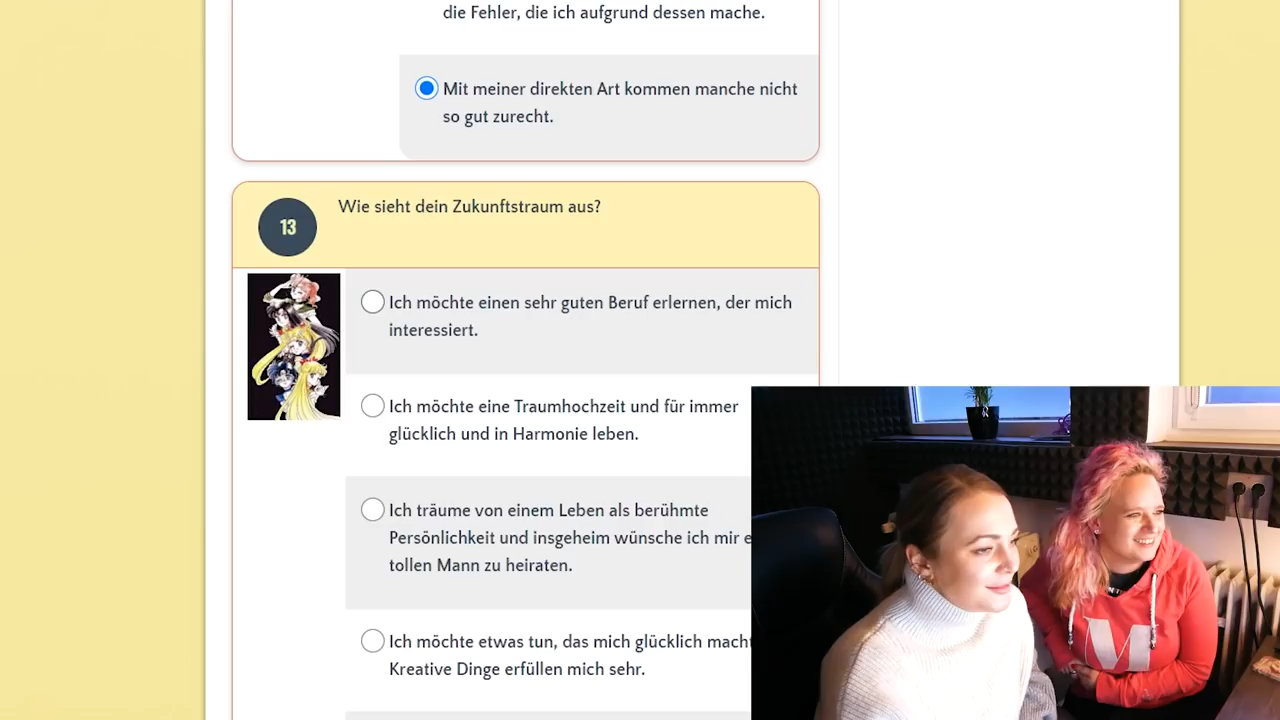 die Fehler, die ich aufgrund dessen mache.
Mit meiner direkten Art kommen manche nicht
so gut zurecht.
13
Wie sieht dein Zukunftstraum aus?
Ich möchte einen sehr guten Beruf erlernen, der mich
interessiert.
Ich möchte eine Traumhochzeit und für immer
glücklich und in Harmonie leben.
Ich träume von einem Leben als berühmte
Persönlichkeit und insgeheim wünsche ich mir
tollen Mann zu heiraten.
Ich möchte etwas tun, das mich glücklich macht
Kreative Dinge erfüllen mich sehr.
M